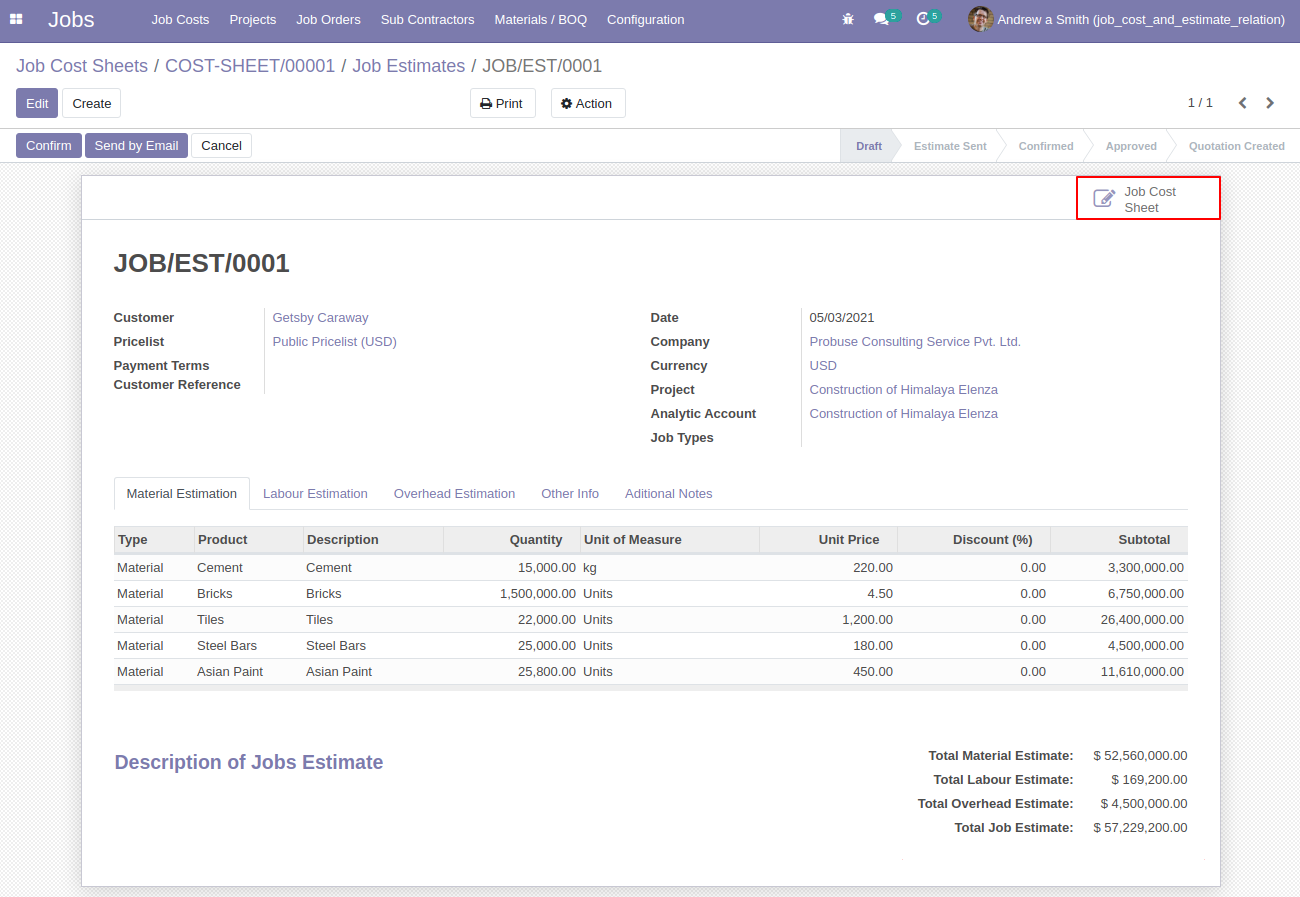 Jobs Job Costs Projects Job Orders Sub Contractors Materials / BOQ Configuration 5 5 Andrew a Smith (job_cost_and_estimate_relation)
Job Cost Sheets / COST-SHEET/00001 / Job Estimates / JOB/EST/0001
Edit Create Print Action 1 / 1
Confirm Send by Email Cancel Draft Estimate Sent Confirmed Approved Quotation Created
Job Cost
Sheet
JOB/EST/0001
Customer Getsby Caraway
Pricelist Public Pricelist (USD)
Payment Terms
Customer Reference
Date 05/03/2021
Company Probuse Consulting Service Pvt. Ltd.
Currency USD
Project Construction of Himalaya Elenza
Analytic Account Construction of Himalaya Elenza
Job Types
Material Estimation Labour Estimation Overhead Estimation Other Info Aditional Notes
Type Product Description Quantity Unit of Measure Unit Price Discount (%) Subtotal
Material Cement Cement 15,000.00 kg 220.00 0.00 3,300,000.00
Material Bricks Bricks 1,500,000.00 Units 4.50 0.00 6,750,000.00
Material Tiles Tiles 22,000.00 Units 1,200.00 0.00 26,400,000.00
Material Steel Bars Steel Bars 25,000.00 Units 180.00 0.00 4,500,000.00
Material Asian Paint Asian Paint 25,800.00 Units 450.00 0.00 11,610,000.00
Description of Jobs Estimate
Total Material Estimate: $ 52,560,000.00
Total Labour Estimate: $ 169,200.00
Total Overhead Estimate: $ 4,500,000.00
Total Job Estimate: $ 57,229,200.00